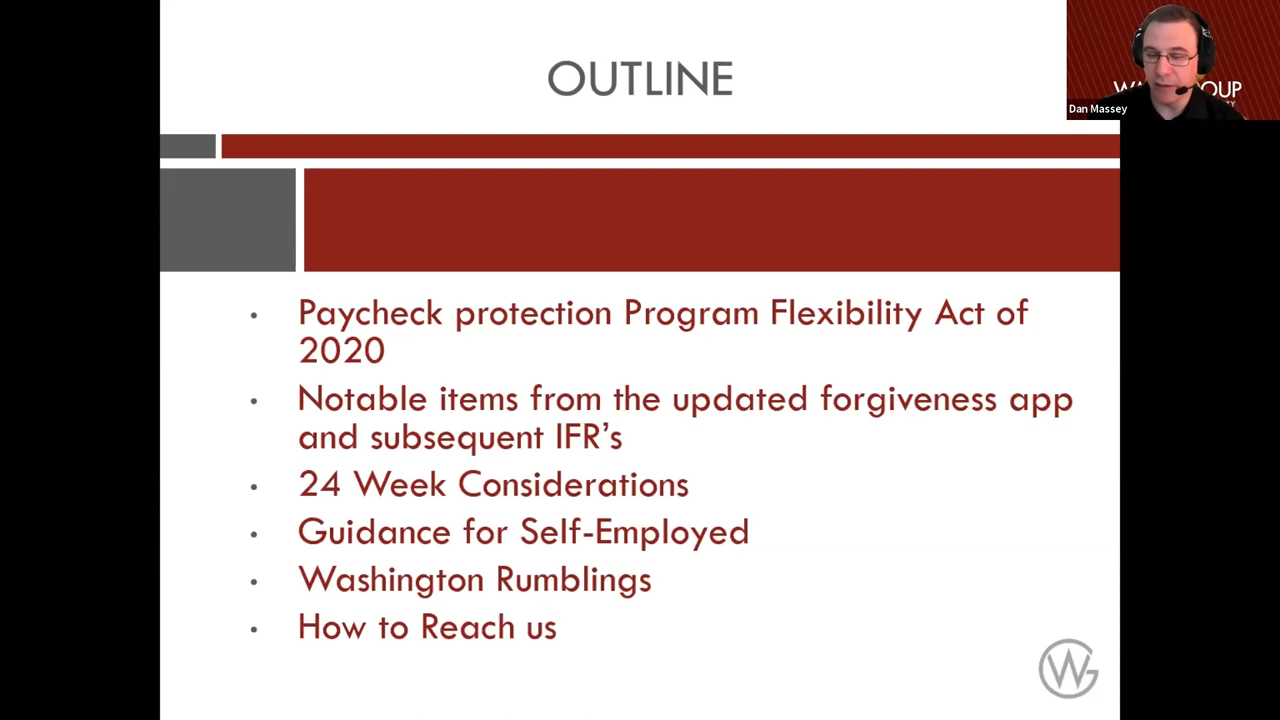 OUTLINE
Dan Massey
Paycheck protection Program Flexibility Act of
2020
Notable items from the updated forgiveness app
and subsequent IFR's
24 Week Considerations
Guidance for Self-Employed
Washington Rumblings
How to Reach us
WG